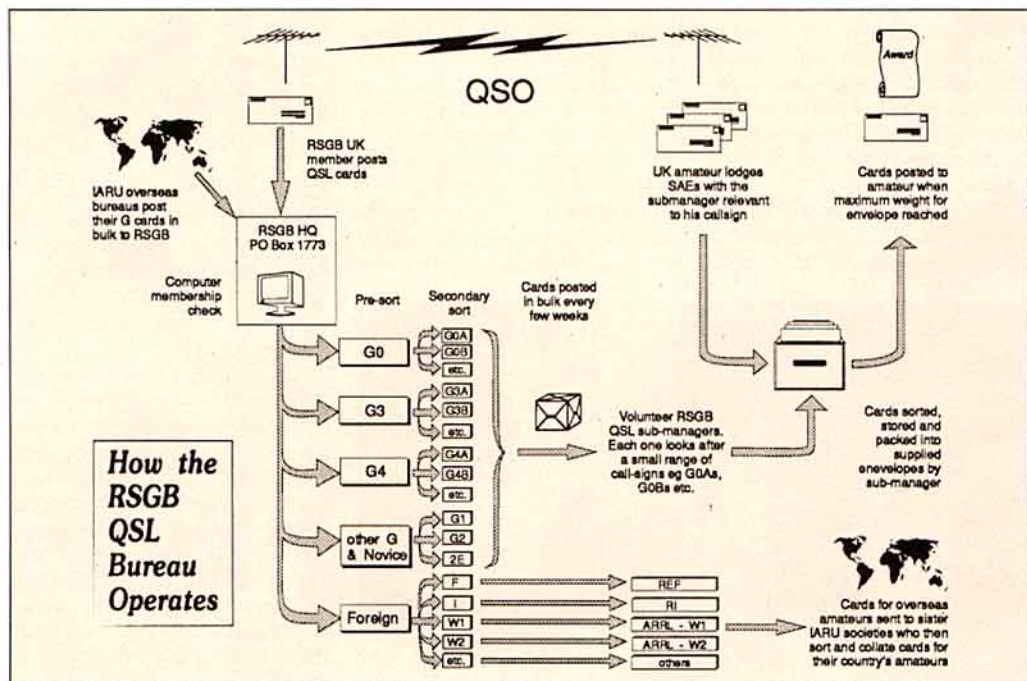 QSO
RSGB UK
member posts
QSL cards
IARU overseas
bureaus post
their G cards in
bulk to RSGB
RSGB HQ
PO Box 1773
Computer
membership
check
UK amateur lodges
SAEs with the
submanager relevant
to his callsign
Award
Cards posted to
amateur when
maximum weight for
envelope reached
Pre-sort
Secondary
sort
Cards posted
in bulk every
few weeks
G0
G0A
G0B
etc.
G3
G3A
G3B
etc.
G4
G4A
G4B
etc.
other G
& Novice
G1
G2
2E
Foreign
F
I
W1
W2
etc.
REF
RI
ARRL - W1
ARRL - W2
others
Volunteer RSGB
QSL sub-managers.
Each one looks after
a small range of
call-signs eg G0As,
G0Bs etc.
Cards sorted,
stored and
packed into
supplied
enevelopes by
sub-manager
Cards for overseas
amateurs sent to sister
IARU societies who then
sort and collate cards for
their country's amateurs
How the
RSGB
QSL
Bureau
Operates